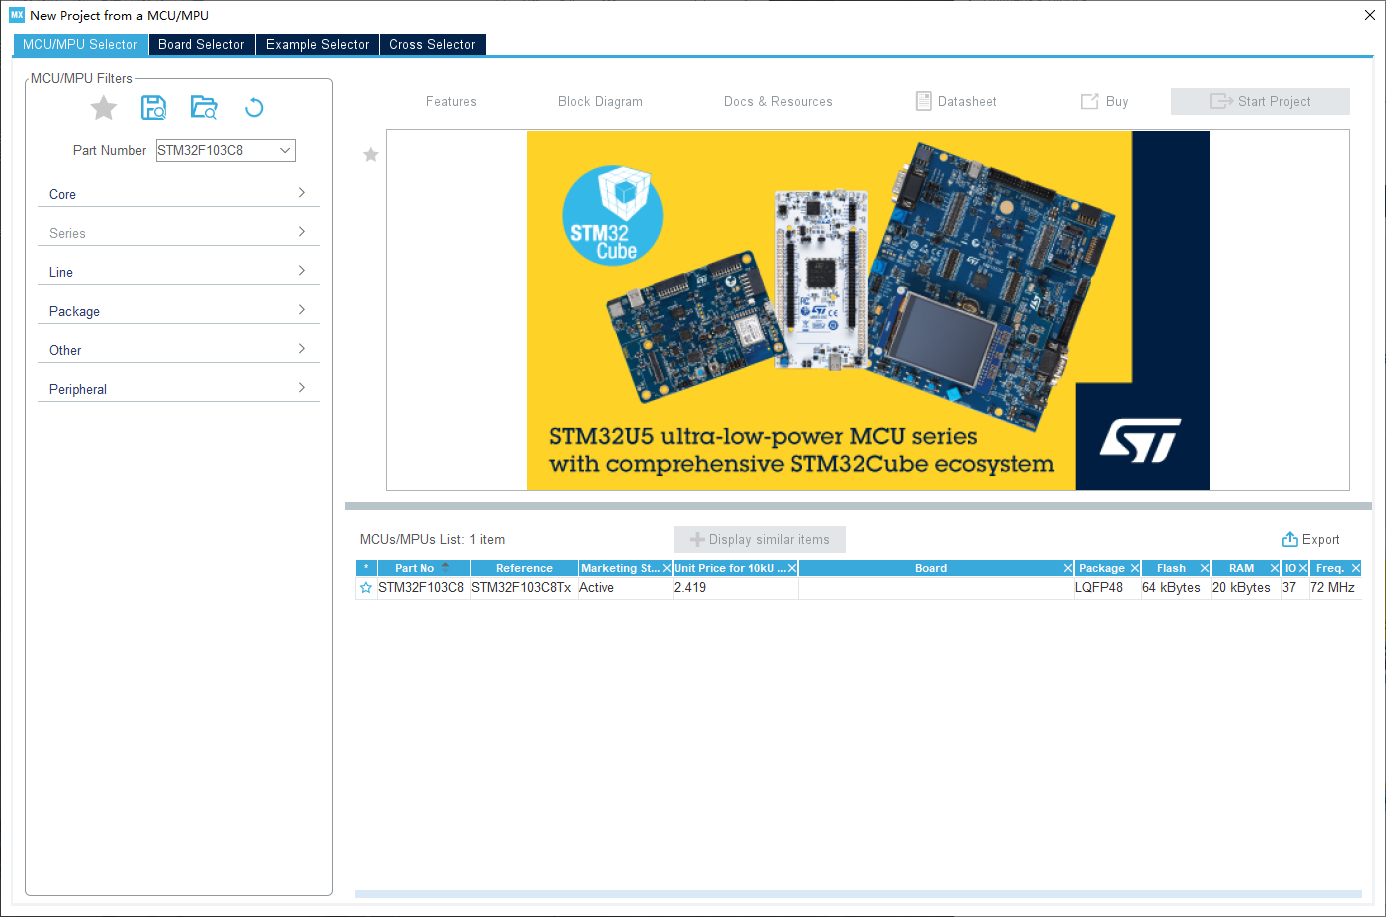 MX New Project from a MCU/MPU
MCU/MPU Selector Board Selector Example Selector Cross Selector
MCU/MPU Filters
Part Number STM32F103C8
Core
Series
Line
Package
Other
Peripheral
Features Block Diagram Docs & Resources Datasheet Buy Start Project
STM32
Cube
STM32U5 ultra-low-power MCU series
with comprehensive STM32Cube ecosystem
ST
MCUs/MPUs List: 1 item Display similar items Export
* Part No Reference Marketing St... Unit Price for 10kU ... Board Package Flash RAM IO Freq.
STM32F103C8 STM32F103C8Tx Active 2.419 LQFP48 64 kBytes 20 kBytes 37 72 MHz